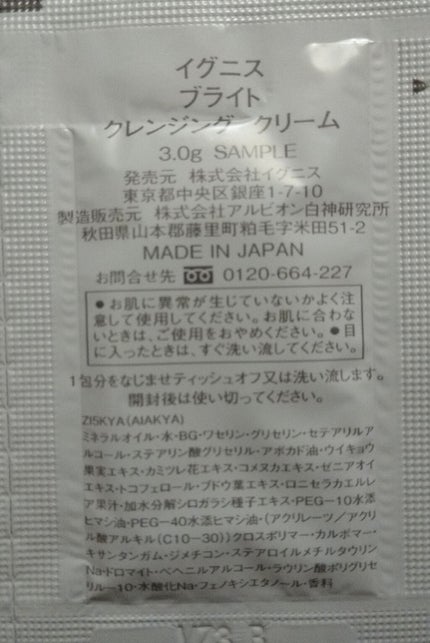 イグニス
ブライト
クレンジング クリーム
3.0g SAMPLE
発売元 株式会社イグニス
東京都中央区銀座1-7-10
製造販売元 株式会社アルビオン白神研究所
秋田県山本郡藤里町粕毛字米田51-2
MADE IN JAPAN
お問合せ先 0120-664-227
●お肌に異常が生じていないかよく注
意して使用してください。お肌に合わな
いときは、ご使用をおやめください。●目
に入ったときは、すぐ洗い流してください。
1包分をなじませティッシュオフ又は洗い流します。
開封後は使い切ってください。
Z15KYA(A1AKYA)
ミネラルオイル・水・BG・ワセリン・グリセリン・セテアリルア
ルコール・ステアリン酸グリセリル・アボカド油・ウイキョウ
果実エキス・カミツレ花エキス・コメヌカエキス・ゼニアオイ
エキス・トコフェロール・ブドウ葉エキス・ロニセラカエルレ
ア果汁・加水分解シロガラシ種子エキス・PEG-10水添
ヒマシ油・PEG-40水添ヒマシ油・(アクリレーツ/アクリ
ル酸アルキル(C10-30))クロスポリマー・カルボマー・
キサンタンガム・ジメチコン・ステアロイルメチルタウリン
Na・ドロマイト・ベヘニルアルコール・ラウリン酸ポリグリセ
リル-10・水酸化Na・フェノキシエタノール・香料